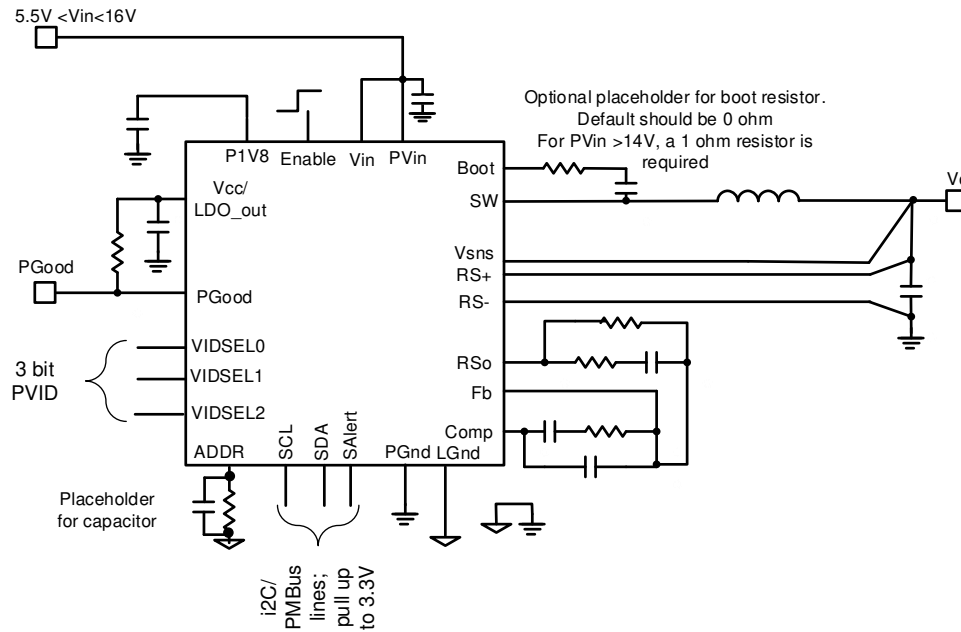 5.5V <Vin<16V
Optional placeholder for boot resistor.
Default should be 0 ohm
For PVin >14V, a 1 ohm resistor is
required
P1V8
Enable
Vin
PVin
Boot
SW
Vcc/
LDO_out
Vsns
RS+
RS-
PGood
PGood
3 bit
PVID
VIDSEL0
VIDSEL1
VIDSEL2
RSo
Fb
Comp
ADDR
SCL
SDA
SAlert
PGnd
LGnd
Placeholder
for capacitor
i2C/
PMBus
lines;
pull up
to 3.3V